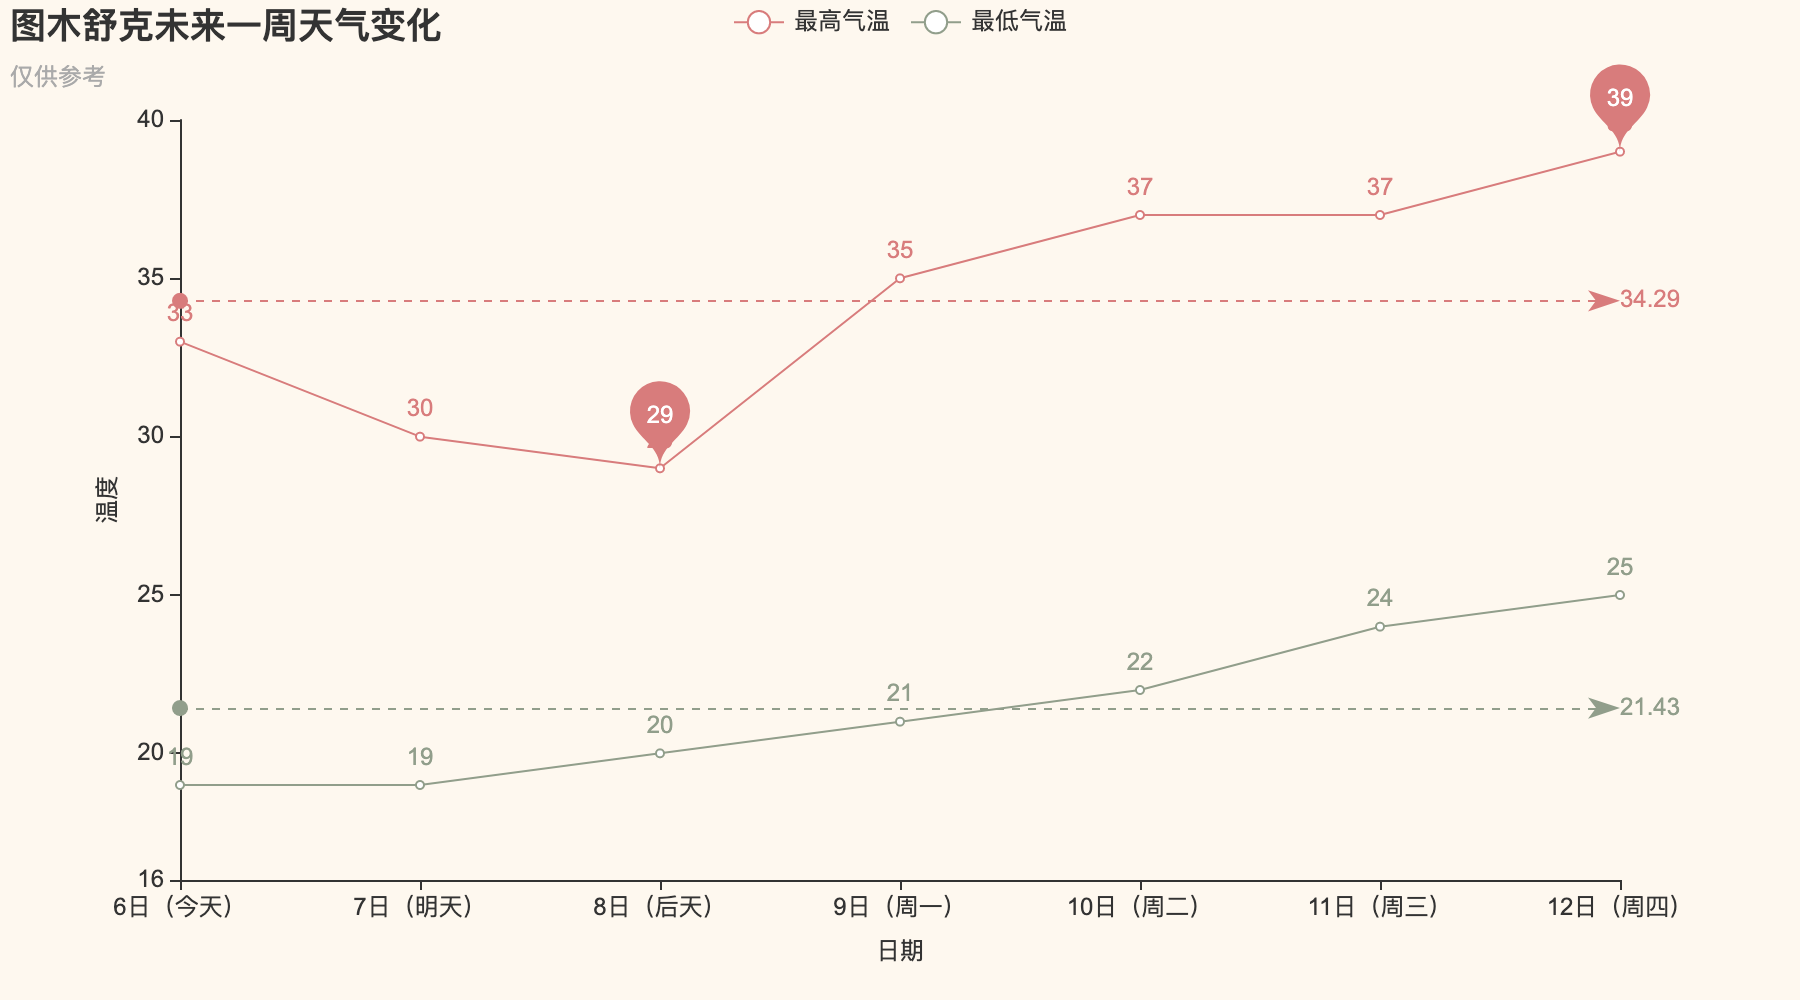 图木舒克未来一周天气变化
仅供参考
最高气温
最低气温
温度
40
35
30
25
20
16
33
30
29
35
37
37
39
34.29
19
19
20
21
22
24
25
21.43
6日（今天）
7日（明天）
8日（后天）
9日（周一）
10日（周二）
11日（周三）
12日（周四）
日期